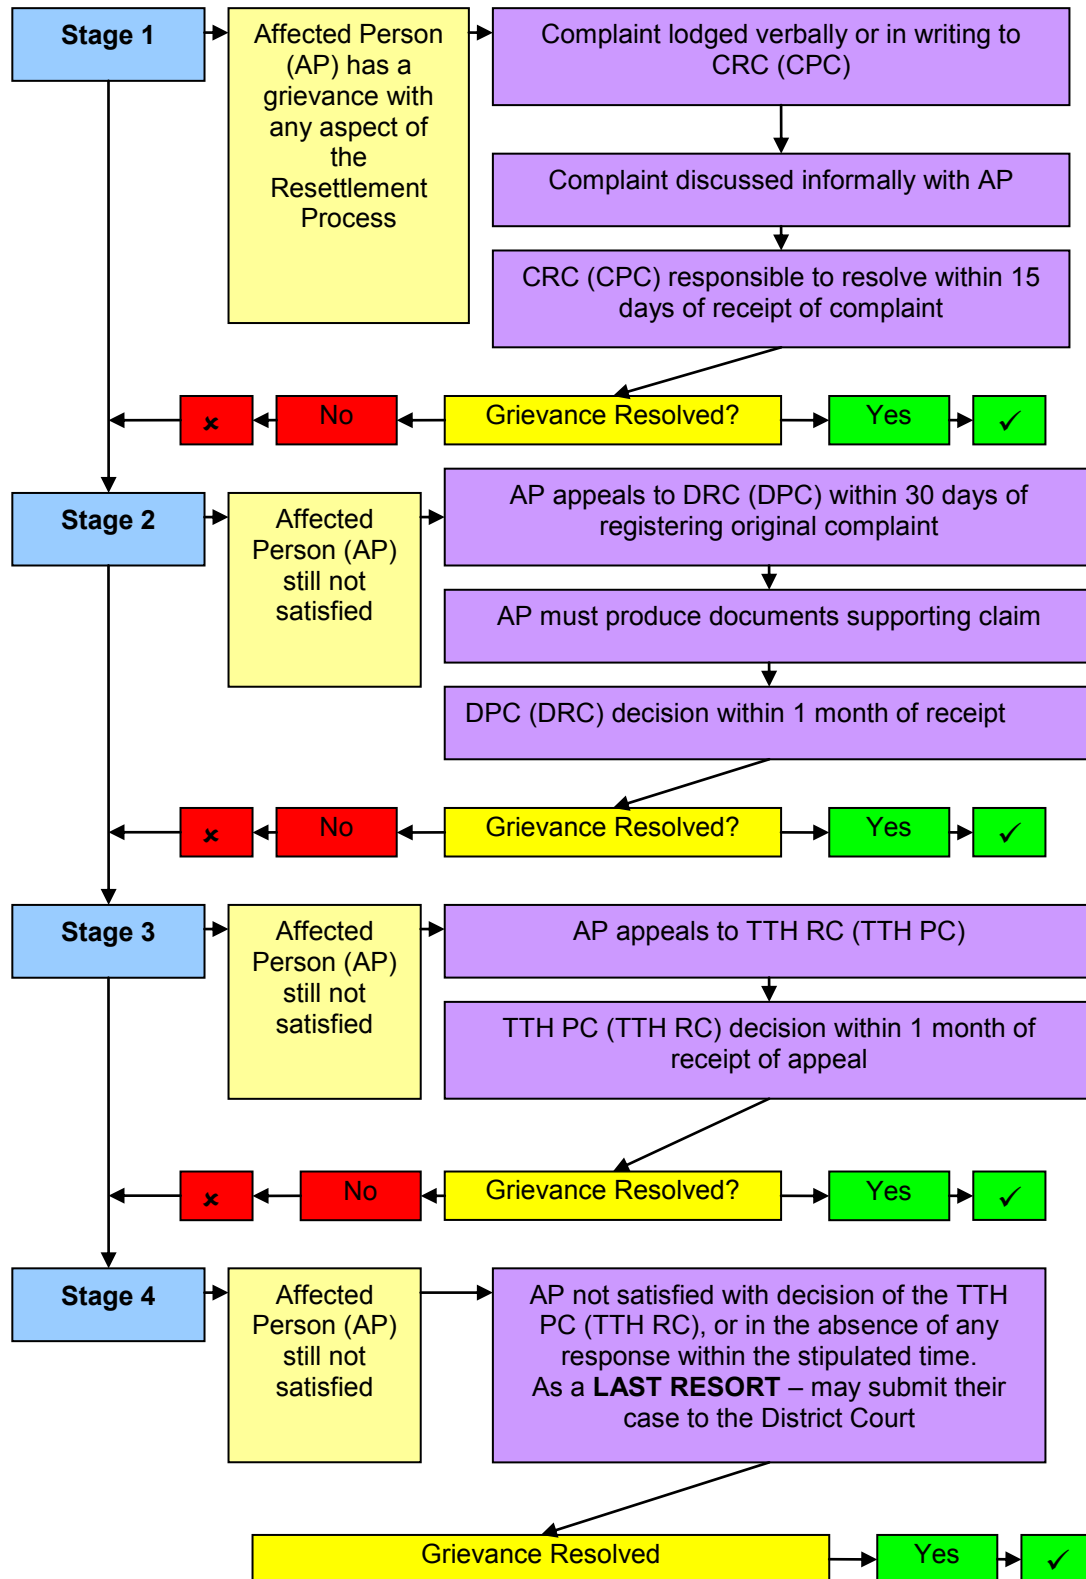 Stage 1
Affected Person
(AP) has a
grievance with
any aspect of
the
Resettlement
Process
Complaint lodged verbally or in writing to
CRC (CPC)
Complaint discussed informally with AP
CRC (CPC) responsible to resolve within 15
days of receipt of complaint
×
No
Grievance Resolved?
Yes
✓
Stage 2
Affected
Person (AP)
still not
satisfied
AP appeals to DRC (DPC) within 30 days of
registering original complaint
AP must produce documents supporting claim
DPC (DRC) decision within 1 month of receipt
×
No
Grievance Resolved?
Yes
✓
Stage 3
Affected
Person (AP)
still not
satisfied
AP appeals to TTH RC (TTH PC)
TTH PC (TTH RC) decision within 1 month of
receipt of appeal
×
No
Grievance Resolved?
Yes
✓
Stage 4
Affected
Person (AP)
still not
satisfied
AP not satisfied with decision of the TTH
PC (TTH RC), or in the absence of any
response within the stipulated time.
As a LAST RESORT – may submit their
case to the District Court
Grievance Resolved
Yes
✓